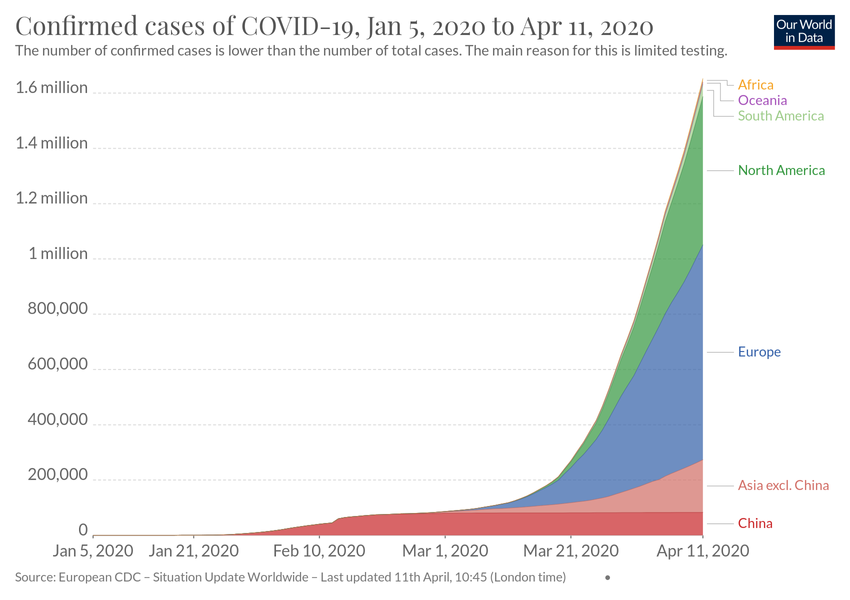 Confirmed cases of COVID-19, Jan 5, 2020 to Apr 11, 2020
The number of confirmed cases is lower than the number of total cases. The main reason for this is limited testing.
Our World
in Data
1.6 million
1.4 million
1.2 million
1 million
800,000
600,000
400,000
200,000
0
Africa
Oceania
South America
North America
Europe
Asia excl. China
China
Jan 5, 2020 Jan 21, 2020 Feb 10, 2020 Mar 1, 2020 Mar 21, 2020 Apr 11, 2020
Source: European CDC – Situation Update Worldwide – Last updated 11th April, 10:45 (London time) •